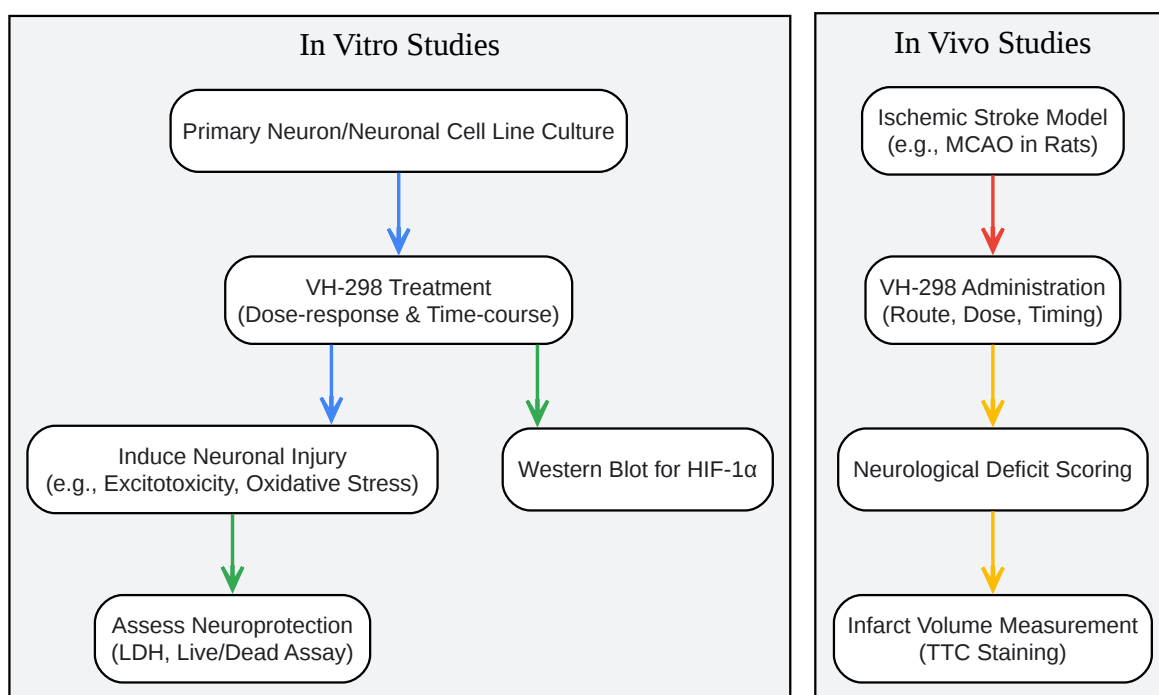 In Vitro Studies
Primary Neuron/Neuronal Cell Line Culture
VH-298 Treatment
(Dose-response & Time-course)
Induce Neuronal Injury
(e.g., Excitotoxicity, Oxidative Stress)
Western Blot for HIF-1α
Assess Neuroprotection
(LDH, Live/Dead Assay)
In Vivo Studies
Ischemic Stroke Model
(e.g., MCAO in Rats)
VH-298 Administration
(Route, Dose, Timing)
Neurological Deficit Scoring
Infarct Volume Measurement
(TTC Staining)